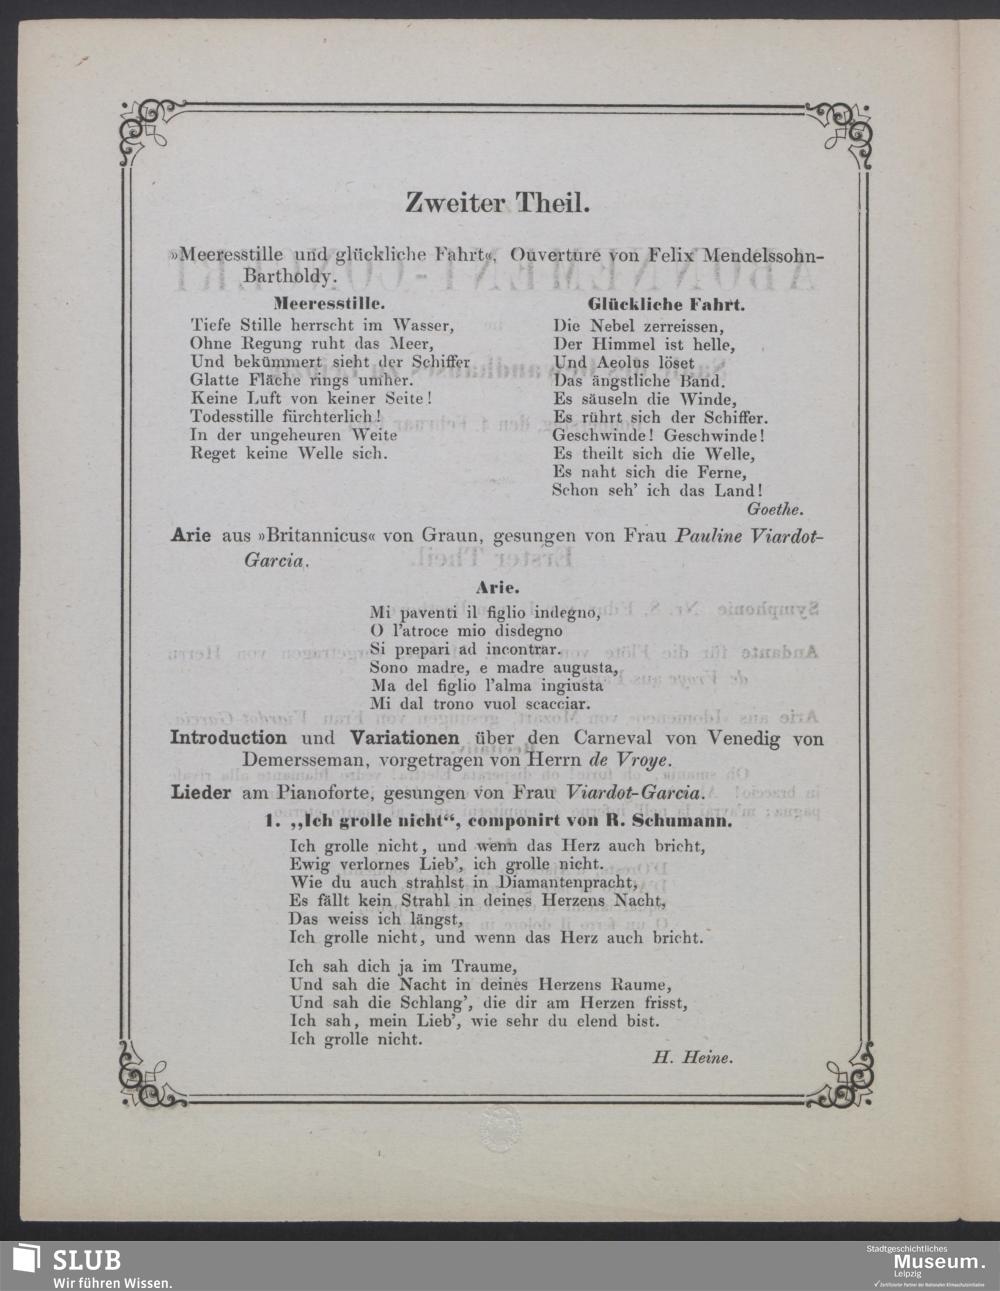 Zweiter Theil.
»Meeresstille und glückliche Fahrt«, Ouverture von Felix Mendelssohn-
Bartholdy.
Meeresstille.
Tiefe Stille herrscht im Wasser,
Ohne Regung ruht das Meer,
Und bekümmert sieht der Schiffer
Glatte Fläche rings umher.
Keine Luft von keiner Seite!
Todesstille fürchterlich!
In der ungeheuren Weite
Reget keine Welle sich.
Glückliche Fahrt.
Die Nebel zerreissen,
Der Himmel ist helle,
Und Aeolus löset
Das ängstliche Band.
Es säuseln die Winde,
Es rührt sich der Schiffer.
Geschwinde! Geschwinde!
Es theilt sich die Welle,
Es naht sich die Ferne,
Schon seh' ich das Land!
Goethe.
Arie aus »Britannicus« von Graun, gesungen von Frau Pauline Viardot-
Garcia.
Arie.
Mi paventi il figlio indegno,
O l'atroce mio disdegno
Si prepari ad incontrar.
Sono madre, e madre augusta,
Ma del figlio l'alma ingiusta
Mi dal trono vuol scacciar.
Introduction und Variationen über den Carneval von Venedig von
Demersseman, vorgetragen von Herrn de Vroye.
Lieder am Pianoforte, gesungen von Frau Viardot-Garcia.
1. „Ich grolle nicht“, componirt von R. Schumann.
Ich grolle nicht, und wenn das Herz auch bricht,
Ewig verlornes Lieb', ich grolle nicht.
Wie du auch strahlst in Diamantenpracht,
Es fällt kein Strahl in deines Herzens Nacht,
Das weiss ich längst,
Ich grolle nicht, und wenn das Herz auch bricht.
Ich sah dich ja im Traume,
Und sah die Nacht in deines Herzens Raume,
Und sah die Schlang', die dir am Herzen frisst,
Ich sah, mein Lieb', wie sehr du elend bist.
Ich grolle nicht.
H. Heine.
SLUB
Wir führen Wissen.
Stadtgeschichtliches
Museum.
Leipzig
Zertifizierter Partner der Nationalen Klimaschutzinitiative